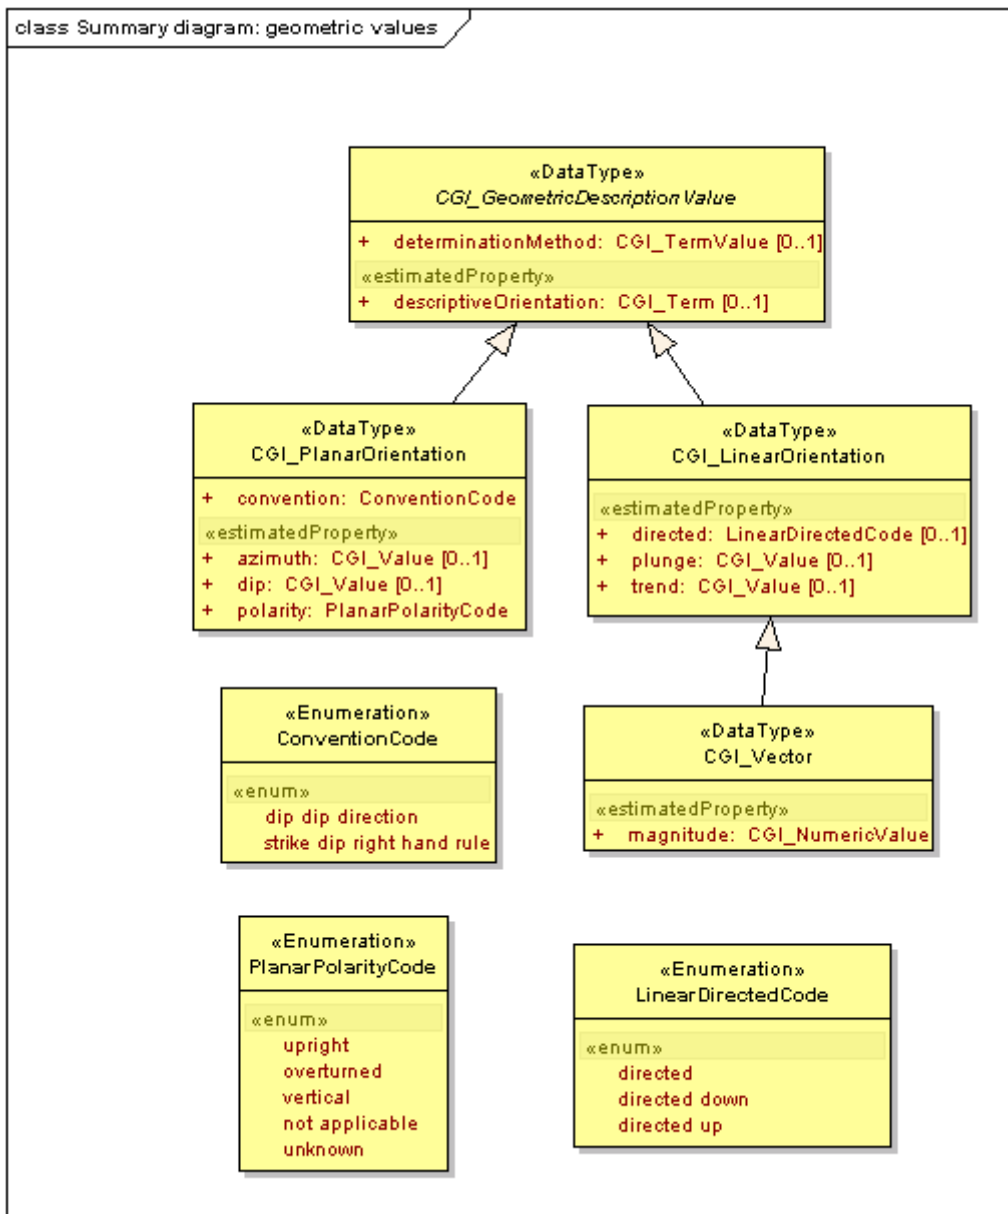 class Summary diagram: geometric values
«DataType»
CGI_GeometricDescriptionValue
+ determinationMethod: CGI_TermValue [0..1]
«estimatedProperty»
+ descriptiveOrientation: CGI_Term [0..1]
«DataType»
CGI_PlanarOrientation
+ convention: ConventionCode
«estimatedProperty»
+ azimuth: CGI_Value [0..1]
+ dip: CGI_Value [0..1]
+ polarity: PlanarPolarityCode
«DataType»
CGI_LinearOrientation
«estimatedProperty»
+ directed: LinearDirectedCode [0..1]
+ plunge: CGI_Value [0..1]
+ trend: CGI_Value [0..1]
«Enumeration»
ConventionCode
«enum»
dip dip direction
strike dip right hand rule
«DataType»
CGI_Vector
«estimatedProperty»
+ magnitude: CGI_NumericValue
«Enumeration»
PlanarPolarityCode
«enum»
upright
overturned
vertical
not applicable
unknown
«Enumeration»
LinearDirectedCode
«enum»
directed
directed down
directed up